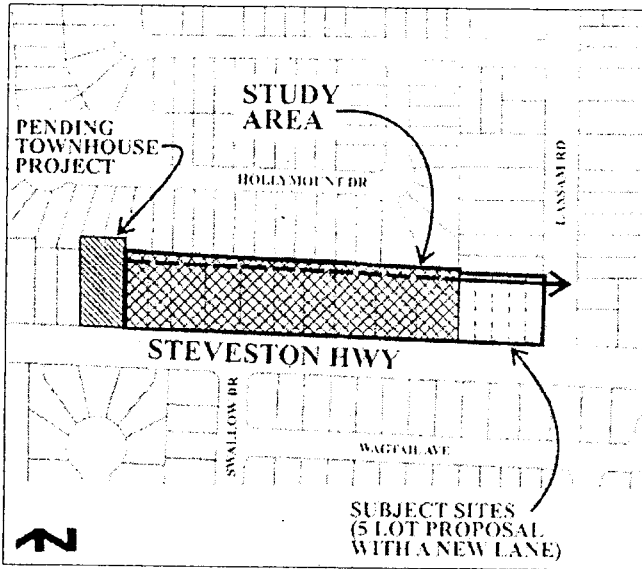 STUDY
AREA
PENDING
TOWNHOUSE
PROJECT
HOLLYMOUNT DR
LASSAM RD
STEVESTON HWY
SWALLOW DR
WAGTAIL AVE
SUBJECT SITES
(5 LOT PROPOSAL
WITH A NEW LANE)
N